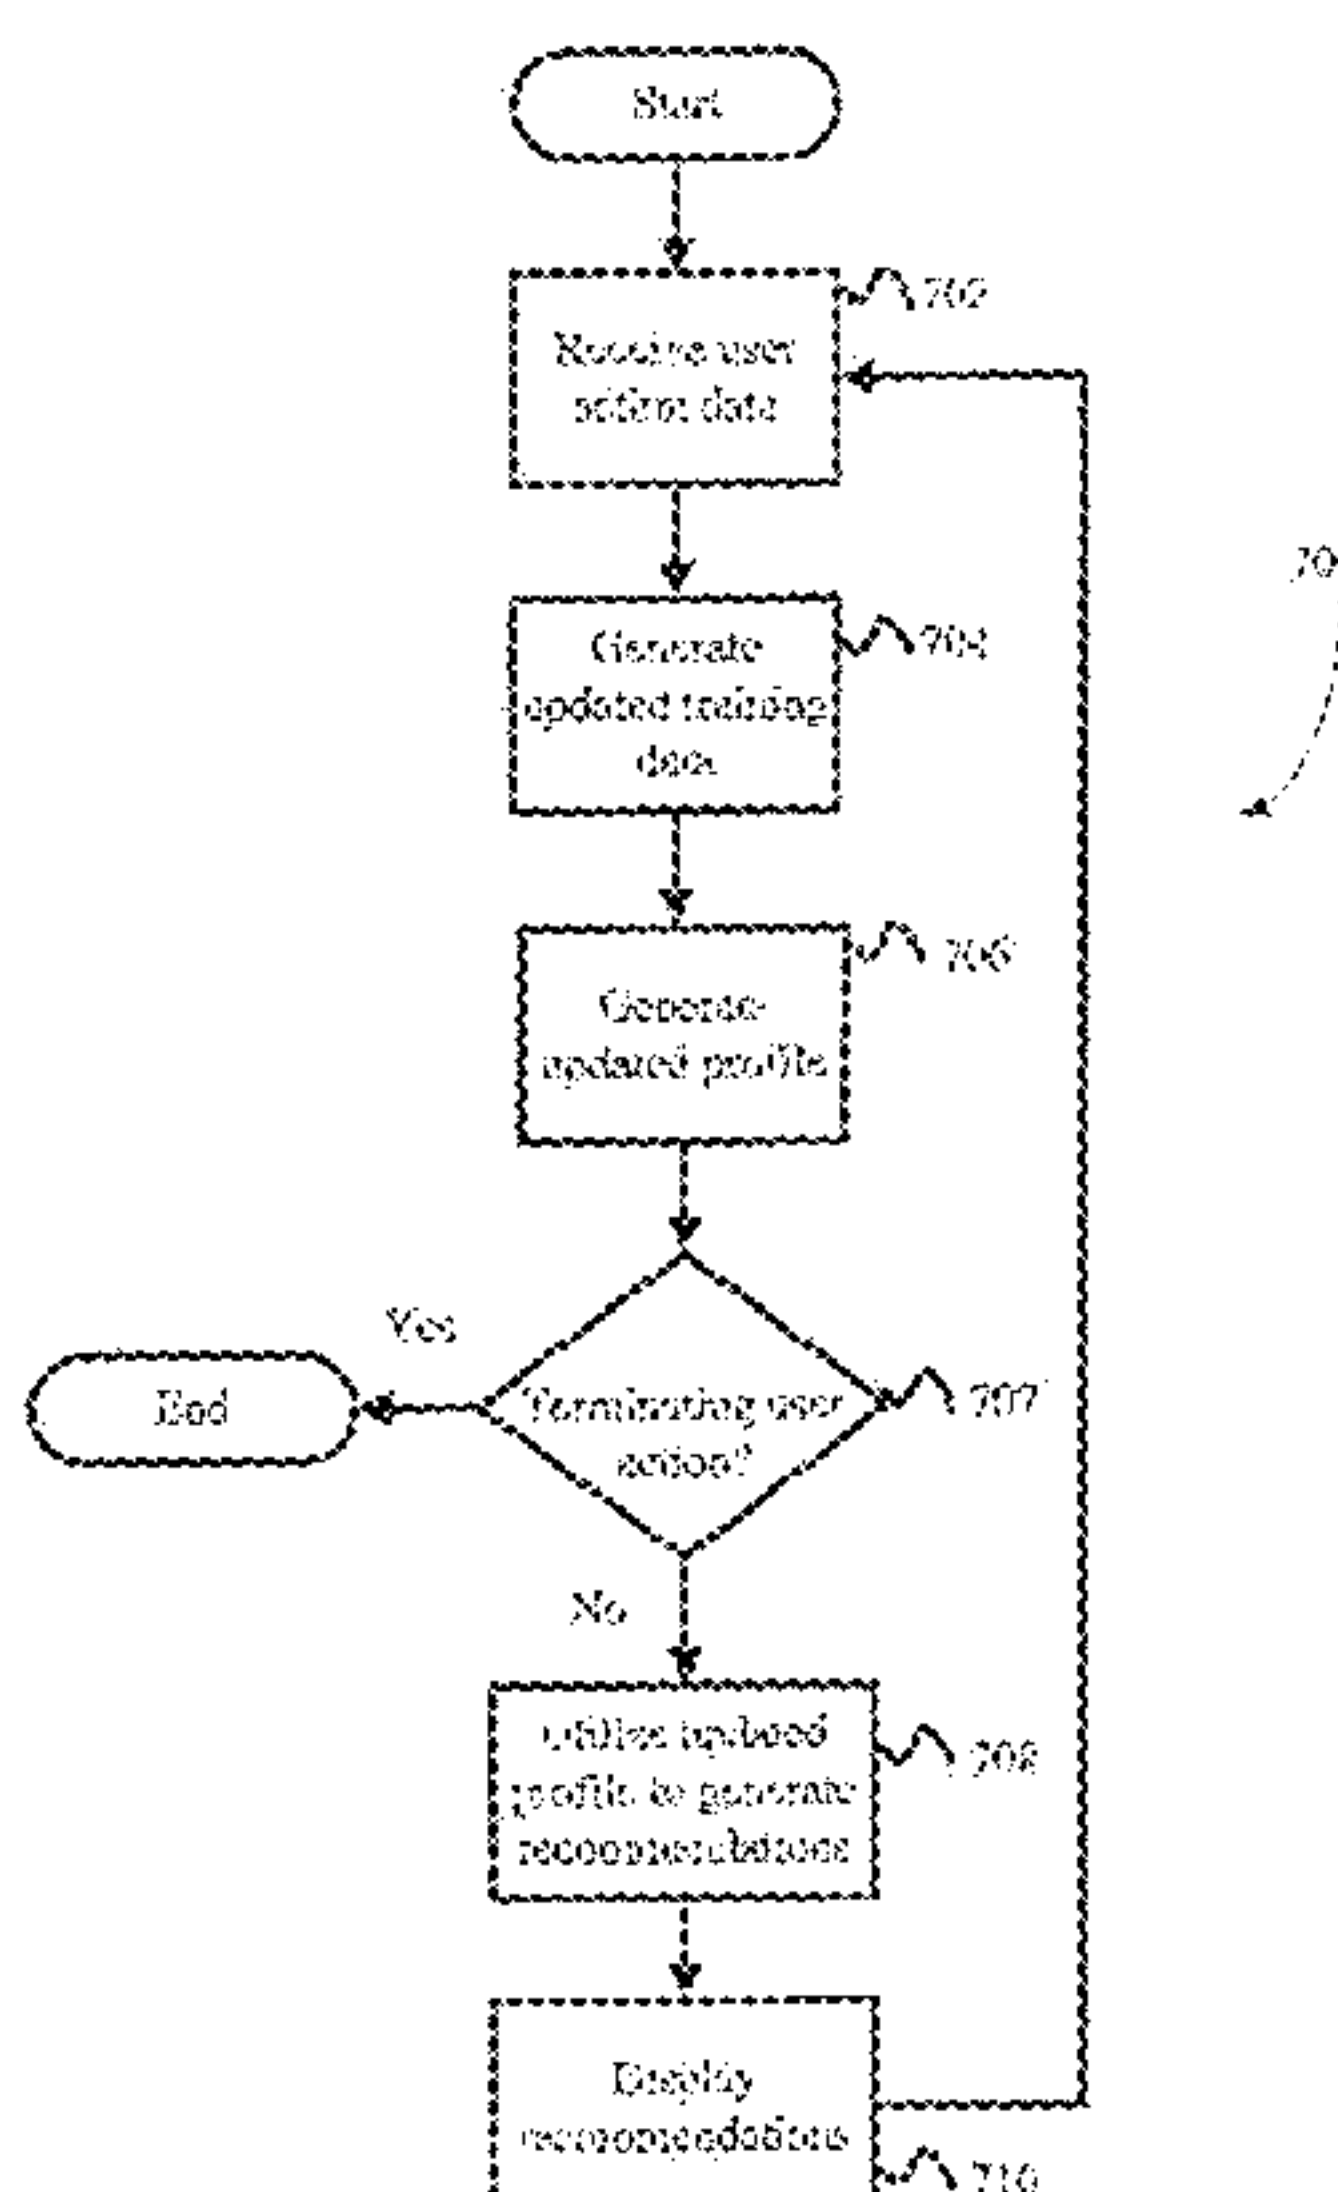 Start
702
Receive user
action data
70
Generate
704
updated training
data
706
Generate
updated profile
Yes
End
Terminating user
707
action?
No
Utilize updated
708
profile to generate
recommendations
Display
recommendations
710